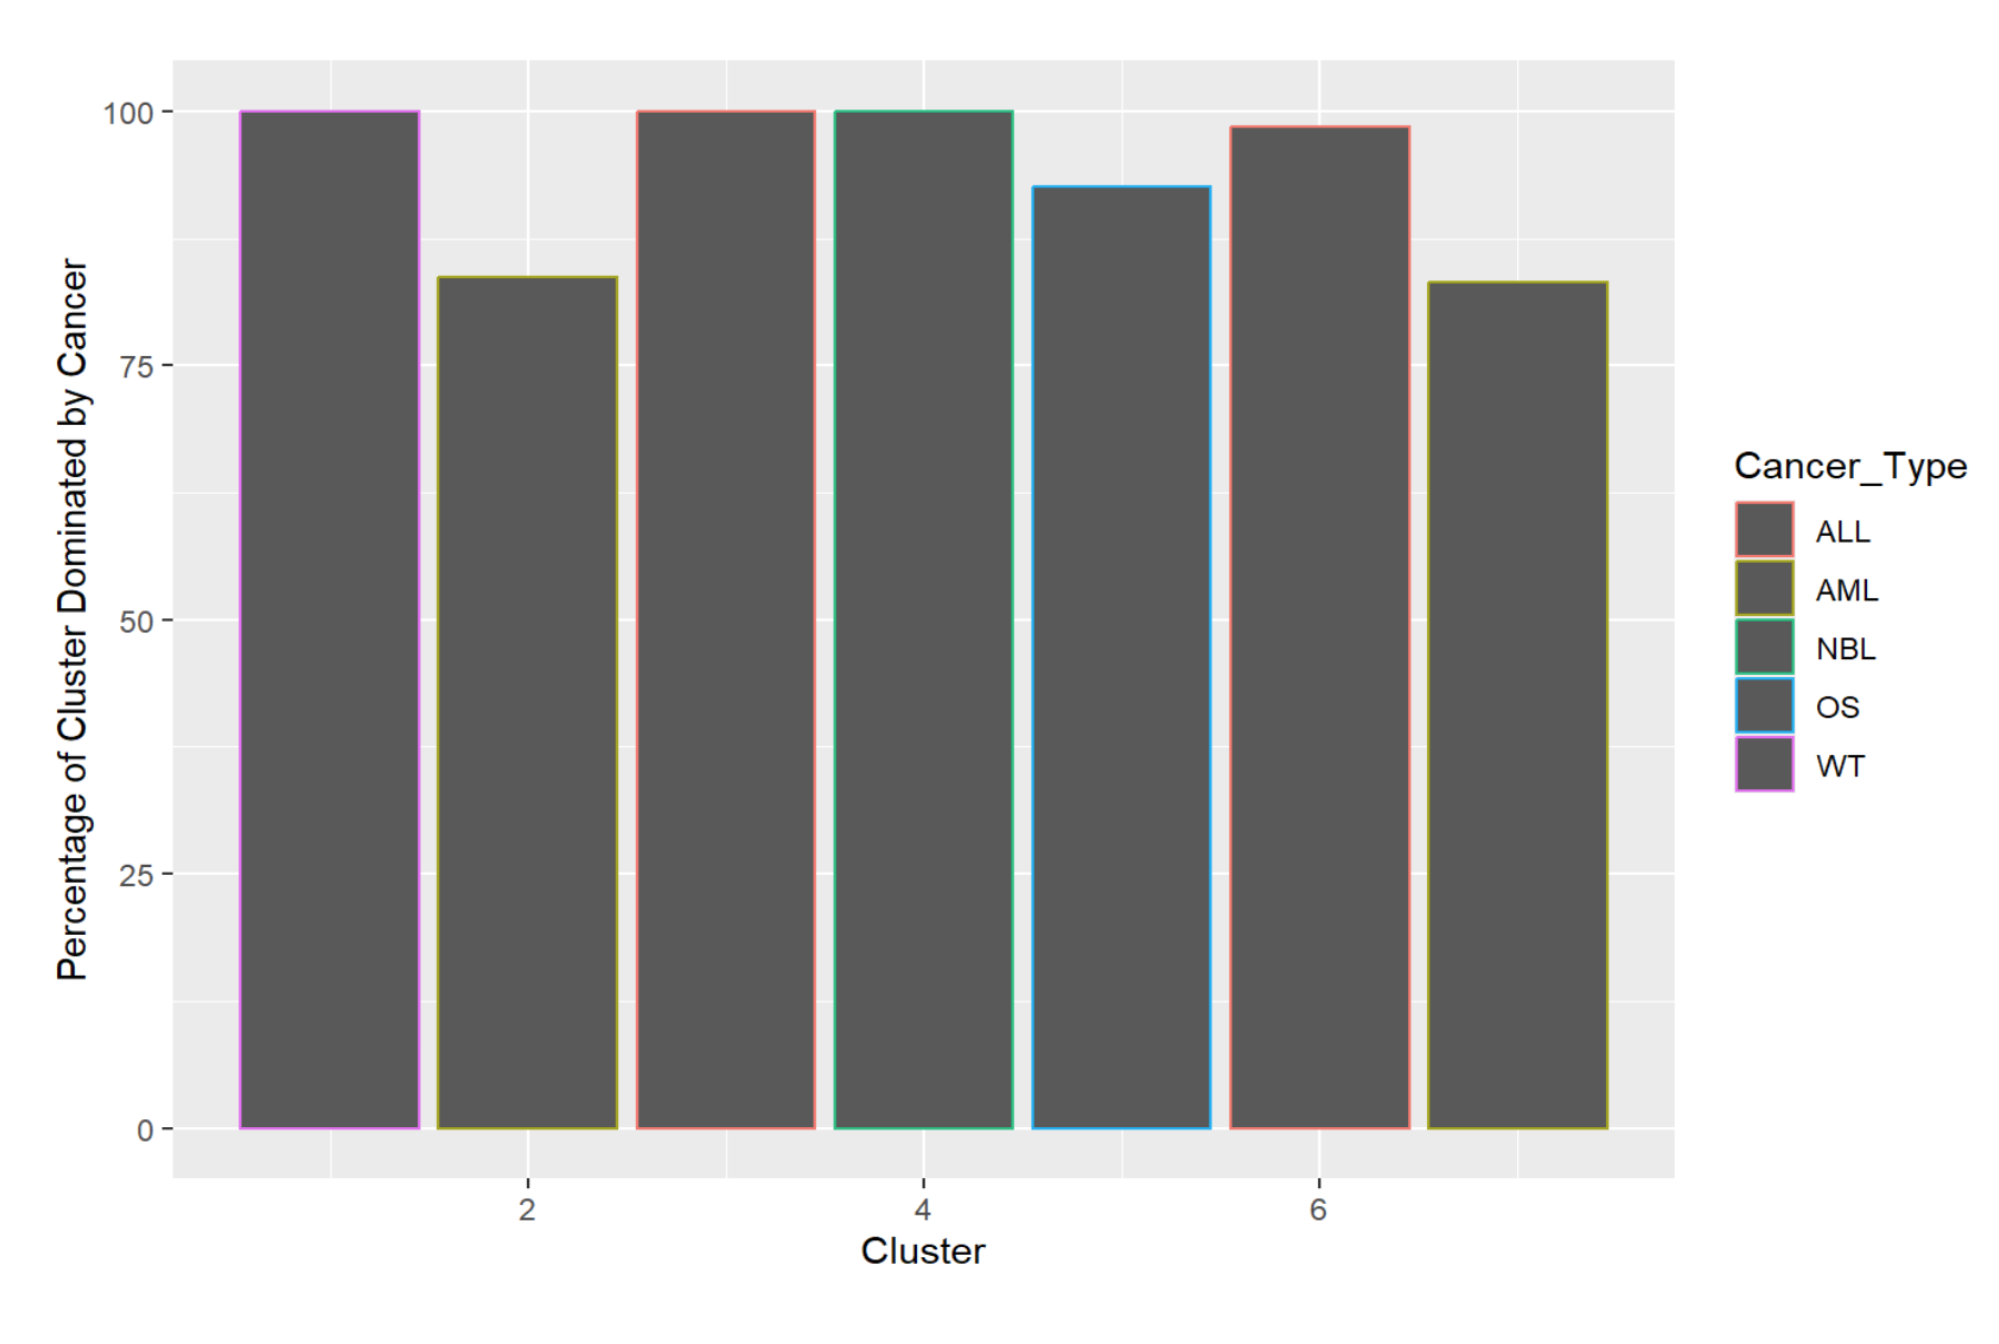 Percentage of Cluster Dominated by Cancer
100
75
50
25
0
2 4 6
Cluster
Cancer_Type
ALL
AML
NBL
OS
WT